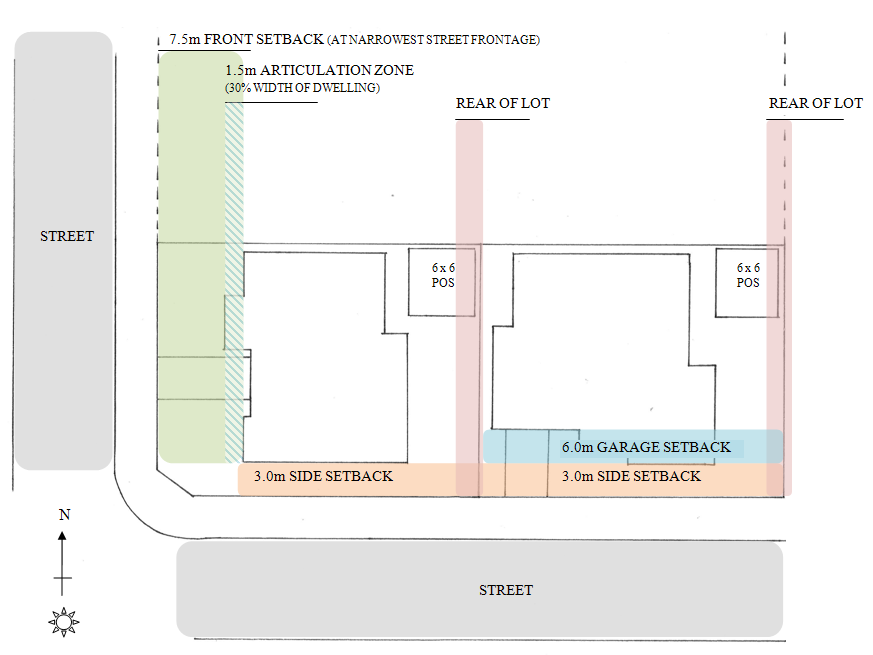 7.5m FRONT SETBACK (AT NARROWEST STREET FRONTAGE)
1.5m ARTICULATION ZONE
(30% WIDTH OF DWELLING)
REAR OF LOT
REAR OF LOT
STREET
6 x 6
POS
6 x 6
POS
6.0m GARAGE SETBACK
3.0m SIDE SETBACK
3.0m SIDE SETBACK
N
STREET